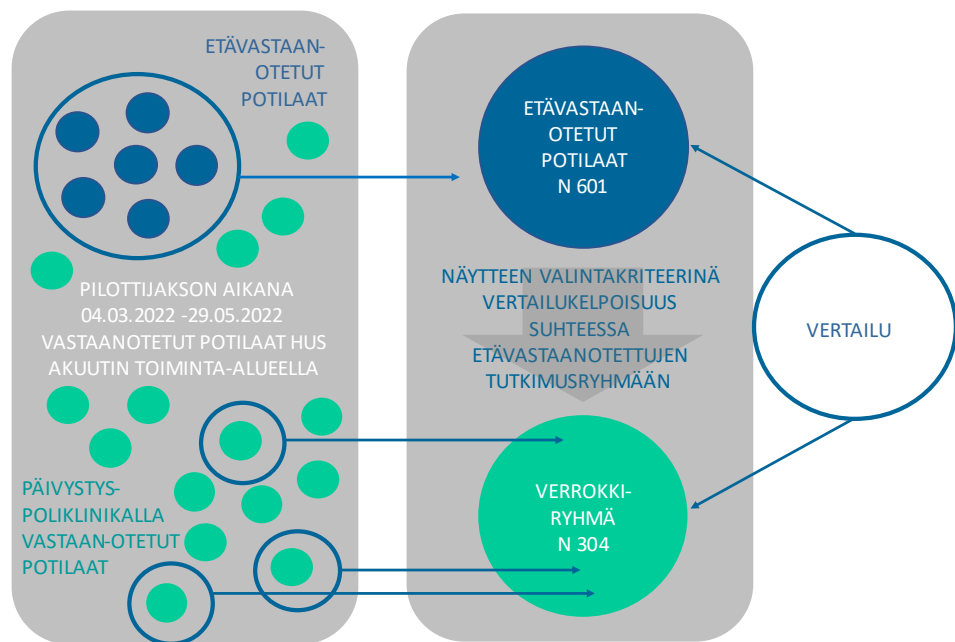 ETÄVASTAAN-
OTETUT
POTILAAT
PILOTTIJAKSON AIKANA
04.03.2022 -29.05.2022
VASTAANOTETUT POTILAAT HUS
AKUUTIN TOIMINTA-ALUEELLA
PÄIVYSTYS-
POLIKLINIKALLA
VASTAAN-OTETUT
POTILAAT
ETÄVASTAAN-
OTETUT
POTILAAT
N 601
NÄYTTEEN VALINTAKRITEERINÄ
VERTAILUKELPOISUUS
SUHTEESSA
ETÄVASTAANOTETTUJEN
TUTKIMUSRYHMÄÄN
VERROKKI-
RYHMÄ
N 304
VERTAILU